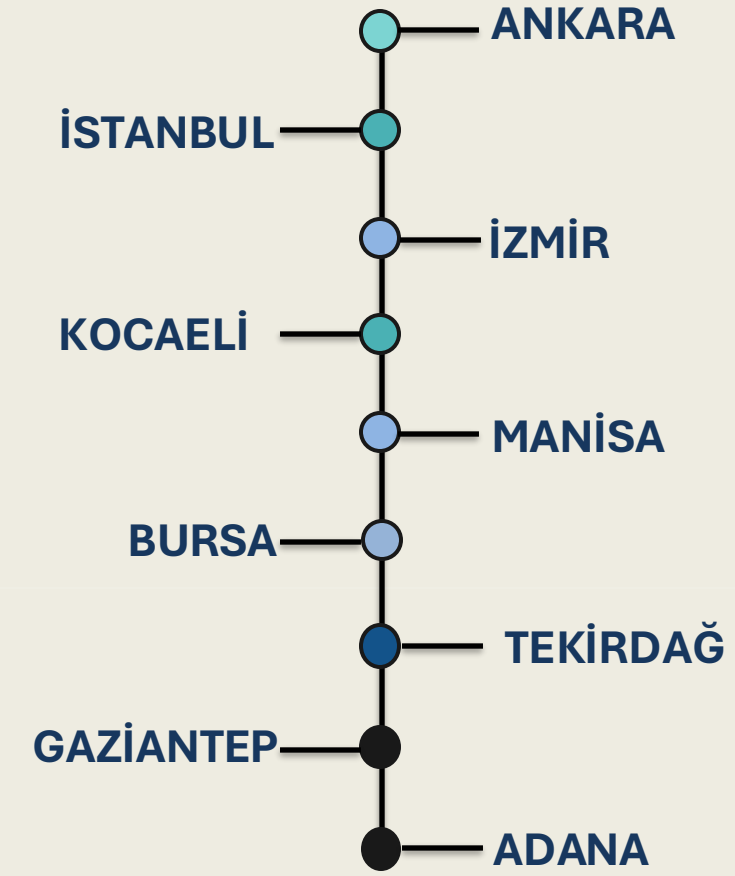 ANKARA
İSTANBUL
İZMİR
KOCAELİ
MANİSA
BURSA
TEKİRDAĞ
GAZİANTEP
ADANA